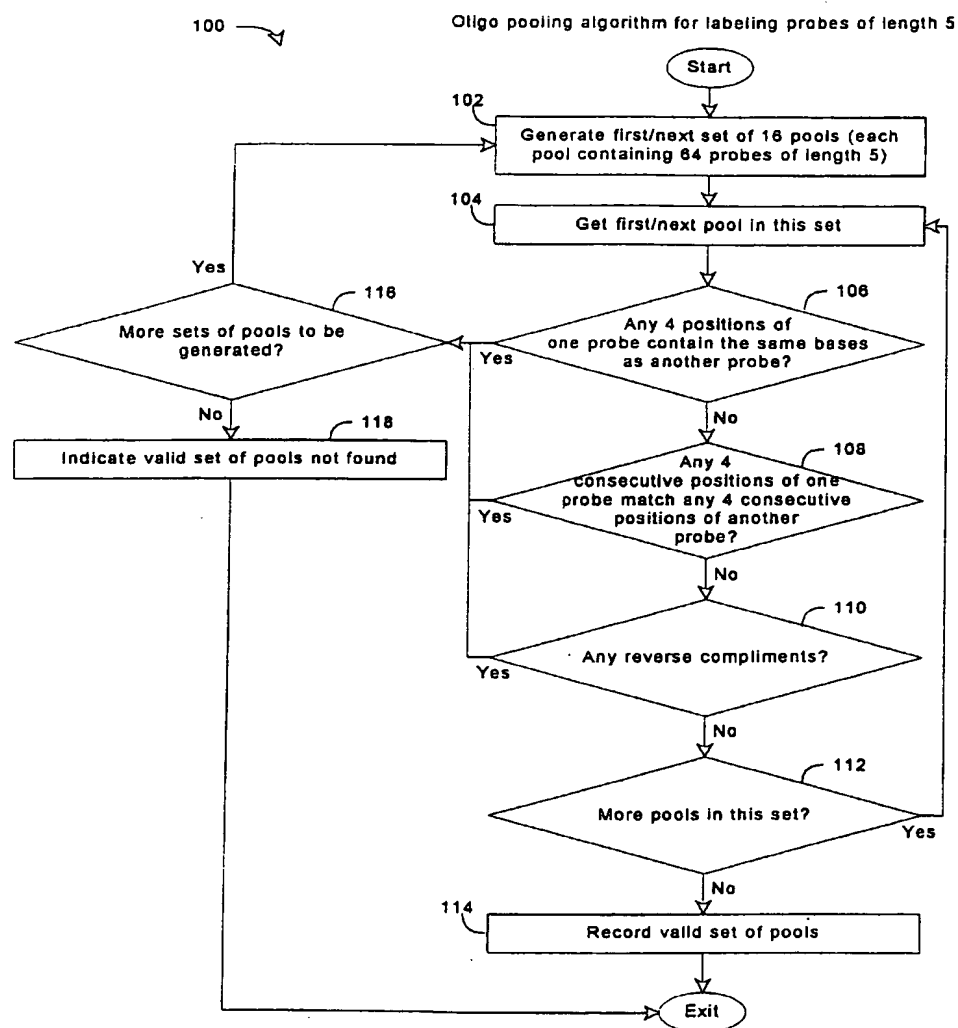 100
Oligo pooling algorithm for labeling probes of length 5
Start
102
Generate first/next set of 16 pools (each
pool containing 64 probes of length 5)
104
Get first/next pool in this set
Yes
116
106
More sets of pools to be
generated?
Any 4 positions of
one probe contain the same bases
as another probe?
Yes
No
No
118
Indicate valid set of pools not found
108
Any 4
consecutive positions of one
probe match any 4 consecutive
positions of another
probe?
Yes
No
110
Any reverse compliments?
Yes
No
112
More pools in this set?
Yes
No
114
Record valid set of pools
Exit